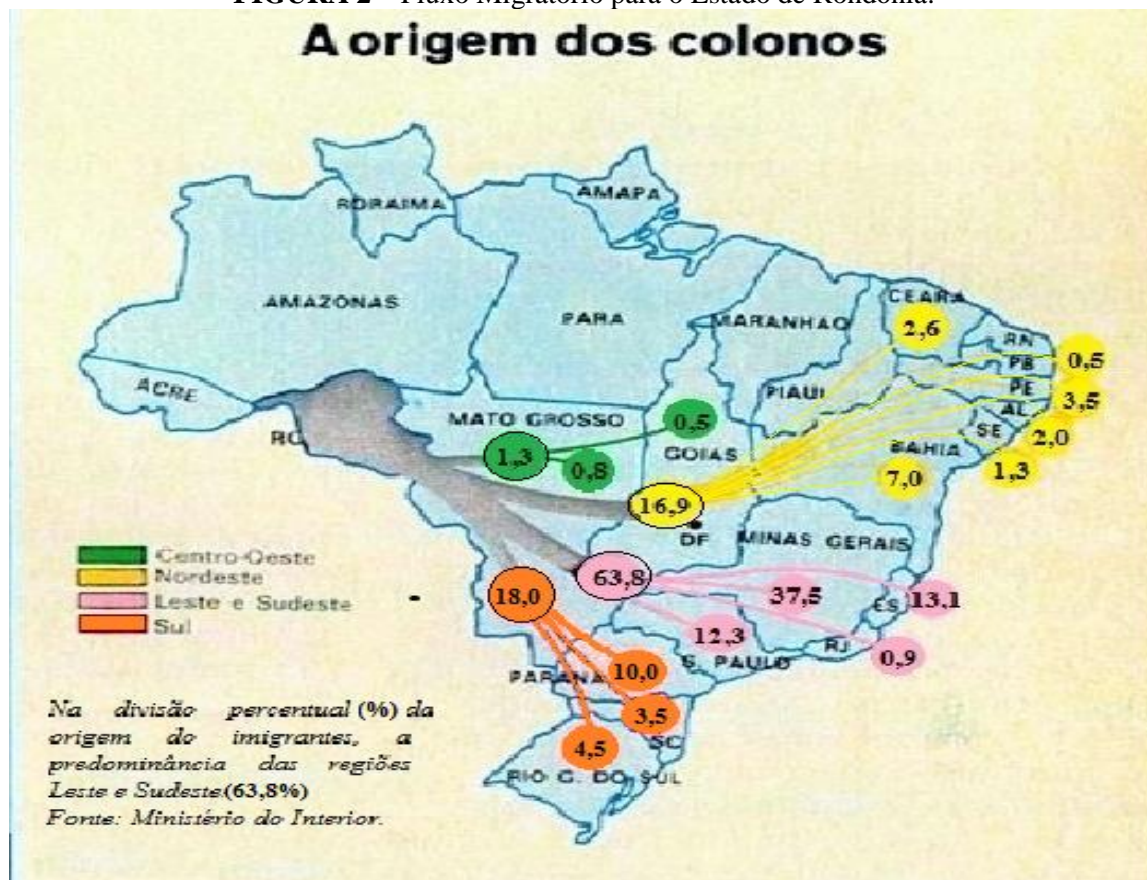 FIGURA 2 – Fluxo Migratório para o Estado de Rondônia.
A origem dos colonos
RORAIMA
AMAPA
AMAZONAS
PARA
MARANHAO
CEARA
2,6
RN
PB
0,5
ACRE
PIAUI
PE
3,5
AL
MATO GROSSO
0,5
SE
2,0
RO
1,3
0,8
GOIAS
BAHIA
7,0
1,3
16,9
DF
MINAS GERAIS
Centro-Oeste
Nordeste
Leste e Sudeste
Sul
63,8
18,0
37,5
ES
13,1
12,3
RJ
0,9
S. PAULO
PARANA
10,0
3,5
SC
4,5
RIO G. DO SUL
Na divisão percentual (%) da
origem do imigrantes, a
predominância das regiões
Leste e Sudeste(63,8%)
Fonte: Ministério do Interior.